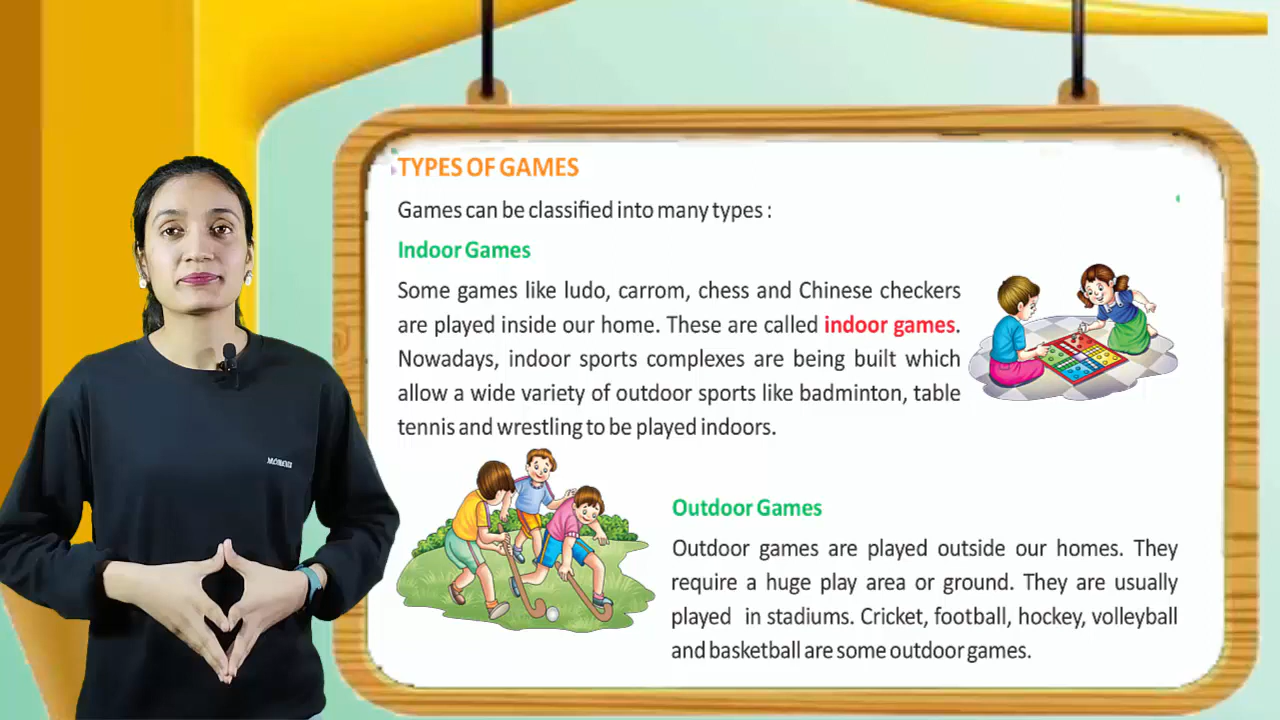 TYPES OF GAMES
Games can be classified into many types :
Indoor Games
Some games like ludo, carrom, chess and Chinese checkers
are played inside our home. These are called indoor games.
Nowadays, indoor sports complexes are being built which
allow a wide variety of outdoor sports like badminton, table
tennis and wrestling to be played indoors.
Outdoor Games
Outdoor games are played outside our homes. They
require a huge play area or ground. They are usually
played in stadiums. Cricket, football, hockey, volleyball
and basketball are some outdoor games.